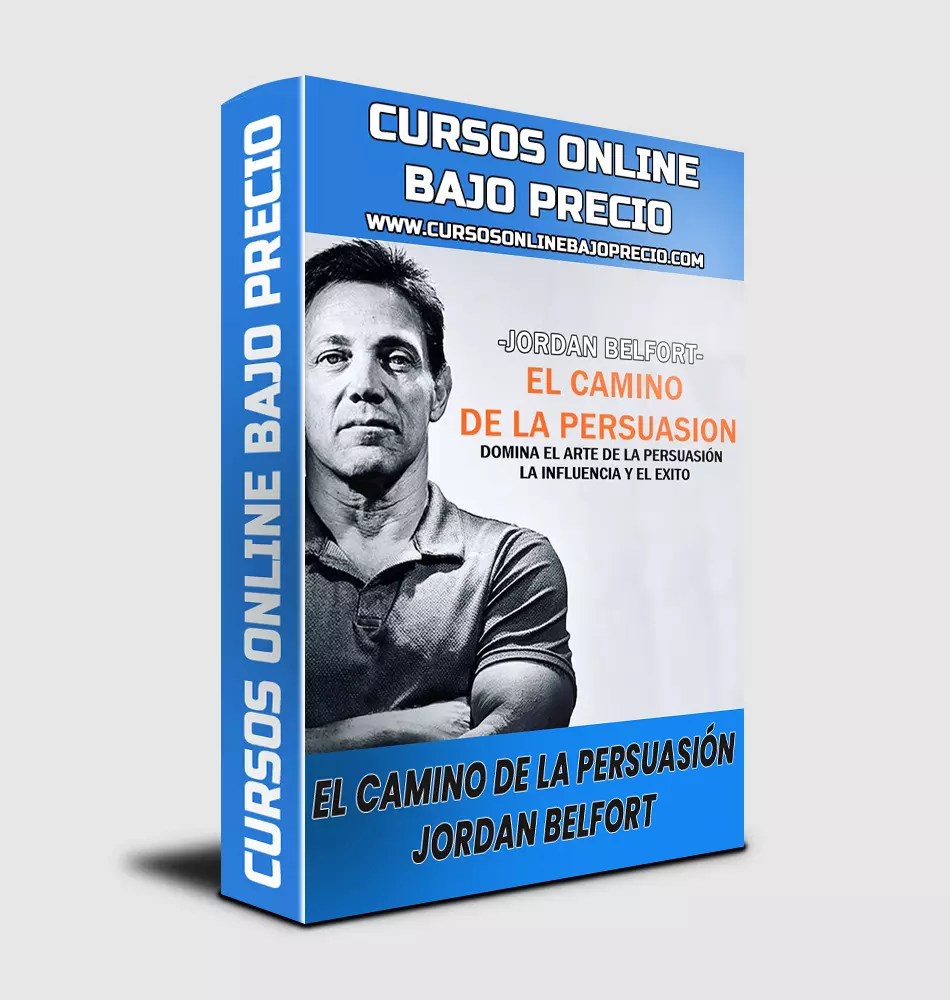 CURSOS ONLINE BAJO PRECIO
CURSOS ONLINE
BAJO PRECIO
WWW.CURSOSONLINEBAJOPRECIO.COM
-JORDAN BELFORT-
EL CAMINO
DE LA PERSUASION
DOMINA EL ARTE DE LA PERSUASIÓN
LA INFLUENCIA Y EL EXITO
EL CAMINO DE LA PERSUASIÓN
JORDAN BELFORT